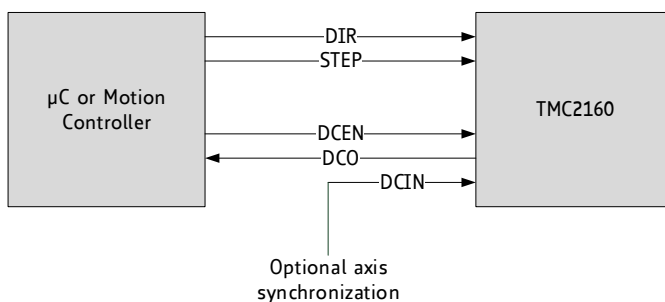 DIR
STEP
µC or Motion
Controller
TMC2160
DCEN
DCO
DCIN
Optional axis
synchronization